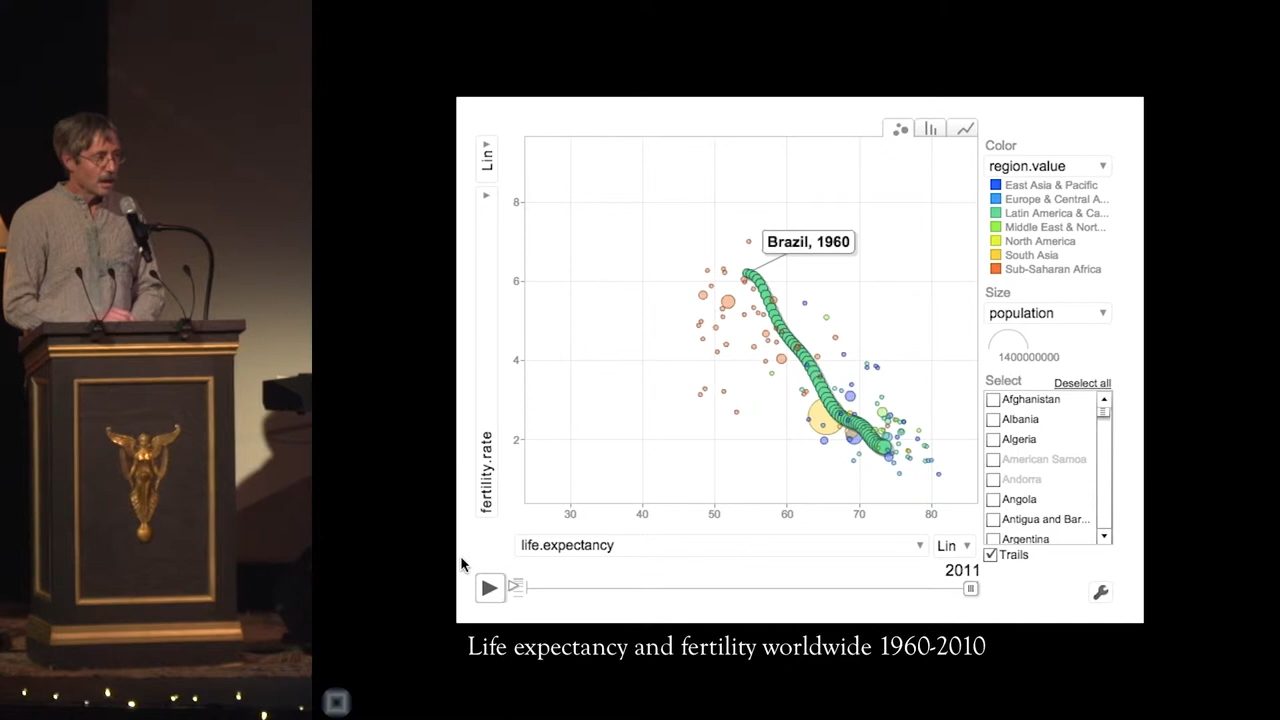 Lin
8
6
4
2
fertility.rate
Brazil, 1960
30 40 50 60 70 80
life.expectancy
Lin
2011
Color
region.value
East Asia & Pacific
Europe & Central A...
Latin America & Ca...
Middle East & Nort...
North America
South Asia
Sub-Saharan Africa
Size
population
1400000000
Select Deselect all
Afghanistan
Albania
Algeria
American Samoa
Andorra
Angola
Antigua and Bar...
Argentina
Trails
Life expectancy and fertility worldwide 1960-2010